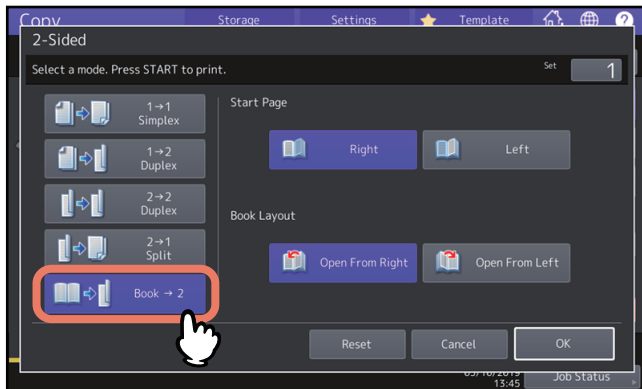 Copy
Storage
Settings
Template
?
2-Sided
Select a mode. Press START to print.
Set
1
1→1
Simplex
1→2
Duplex
2→2
Duplex
2→1
Split
Book → 2
Start Page
Right
Left
Book Layout
Open From Right
Open From Left
Reset
Cancel
OK
13:45
Job Status